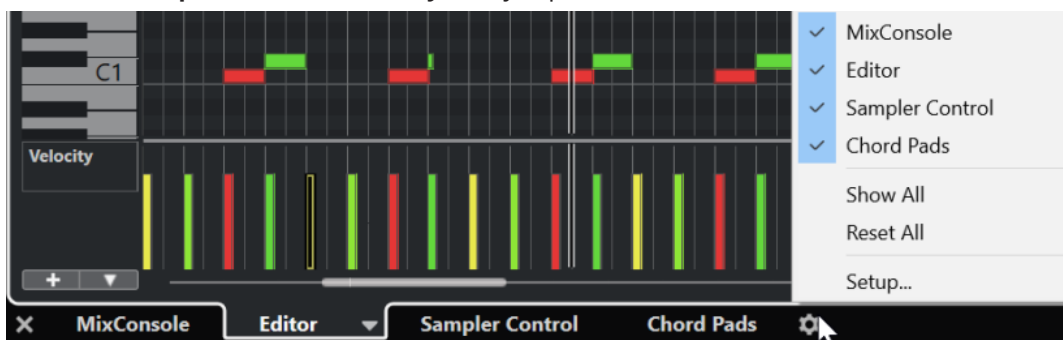 MixConsole
C1
Editor
Sampler Control
Velocity
Chord Pads
Show All
Reset All
Setup...
MixConsole Editor Sampler Control Chord Pads